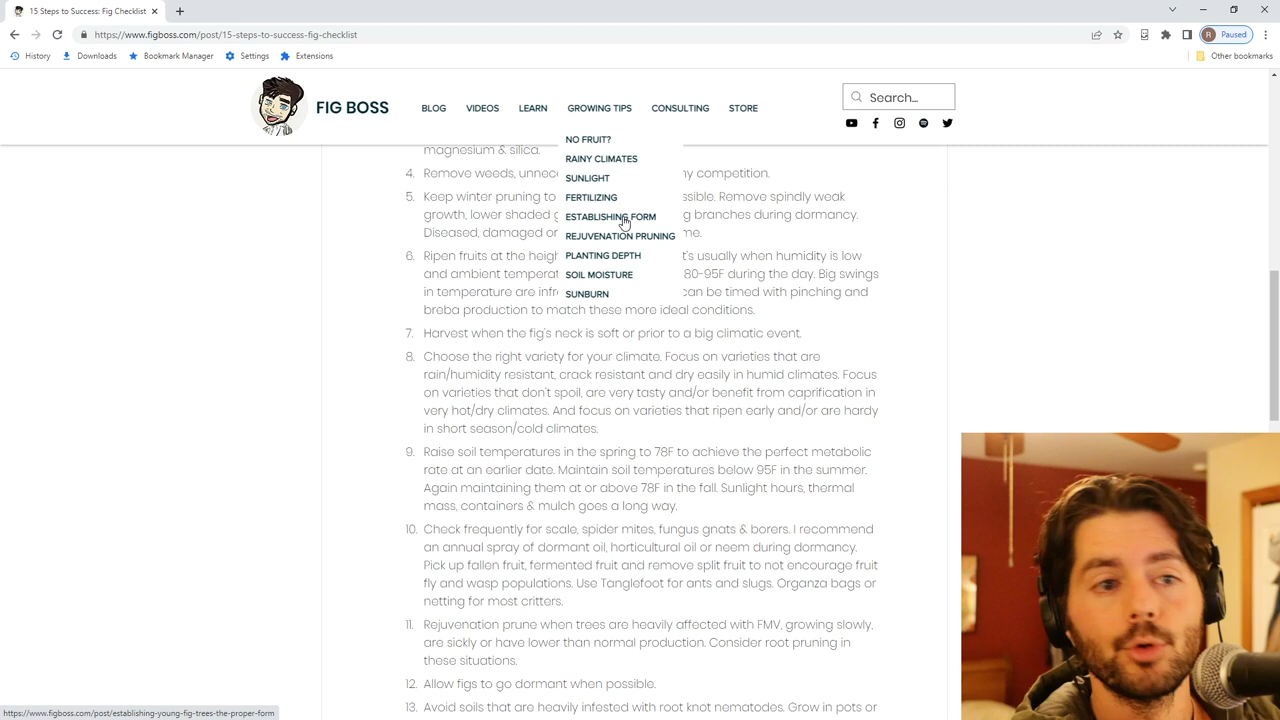 15 Steps to Success: Fig Checklist
https://www.figboss.com/post/15-steps-to-success-fig-checklist
R Paused
History Downloads Bookmark Manager Settings Extensions Other bookmarks
FIG BOSS BLOG VIDEOS LEARN GROWING TIPS CONSULTING STORE Search...
NO FRUIT?
RAINY CLIMATES
SUNLIGHT
FERTILIZING
ESTABLISHING FORM
REJUVENATION PRUNING
PLANTING DEPTH
SOIL MOISTURE
SUNBURN
magnesium & silica.
4. Remove weeds, ny competition.
5. Keep winter pruning to ssible. Remove spindly weak
growth, lower shaded g branches during dormancy.
Diseased, damaged or me.
6. Ripen fruits at the heigh t's usually when humidity is low
and ambient temperat 80-95F during the day. Big swings
in temperature are infre can be timed with pinching and
breba production to match these more ideal conditions.
7. Harvest when the fig's neck is soft or prior to a big climatic event.
8. Choose the right variety for your climate. Focus on varieties that are
rain/humidity resistant, crack resistant and dry easily in humid climates. Focus
on varieties that don't spoil, are very tasty and/or benefit from caprification in
very hot/dry climates. And focus on varieties that ripen early and/or are hardy
in short season/cold climates.
9. Raise soil temperatures in the spring to 78F to achieve the perfect metabolic
rate at an earlier date. Maintain soil temperatures below 95F in the summer.
Again maintaining them at or above 78F in the fall. Sunlight hours, thermal
mass, containers & mulch goes a long way.
10. Check frequently for scale, spider mites, fungus gnats & borers. I recommend
an annual spray of dormant oil, horticultural oil or neem during dormancy.
Pick up fallen fruit, fermented fruit and remove split fruit to not encourage fruit
fly and wasp populations. Use Tanglefoot for ants and slugs. Organza bags or
netting for most critters.
11. Rejuvenation prune when trees are heavily affected with FMV, growing slowly,
are sickly or have lower than normal production. Consider root pruning in
these situations.
12. Allow figs to go dormant when possible.
13. Avoid soils that are heavily infested with root knot nematodes. Grow in pots or
https://www.figboss.com/post/establishing-young-fig-trees-the-proper-form